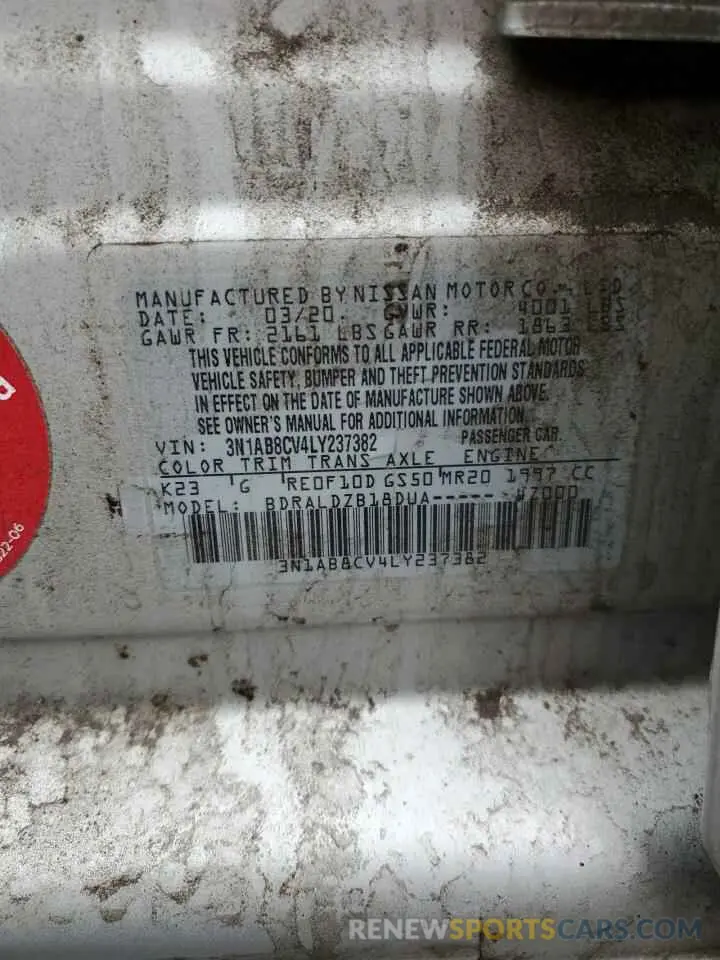 MANUFACTURED BY NISSAN MOTOR CO., LTD
DATE: 03/20. GVWR: 4001 LBS
GAWR FR: 2161 LBS GAWR RR: 1863 LBS
THIS VEHICLE CONFORMS TO ALL APPLICABLE FEDERAL MOTOR
VEHICLE SAFETY, BUMPER AND THEFT PREVENTION STANDARDS
IN EFFECT ON THE DATE OF MANUFACTURE SHOWN ABOVE.
SEE OWNER'S MANUAL FOR ADDITIONAL INFORMATION.
VIN: 3N1AB8CV4LY237382 PASSENGER CAR.
COLOR TRIM TRANS AXLE ENGINE
K23 G RE0F10D GS50 MR20 1997 CC
MODEL: BDRALDZB18DUA-----
3N1AB8CV4LY237382
22-06
RENEWSPORTSCARS.COM